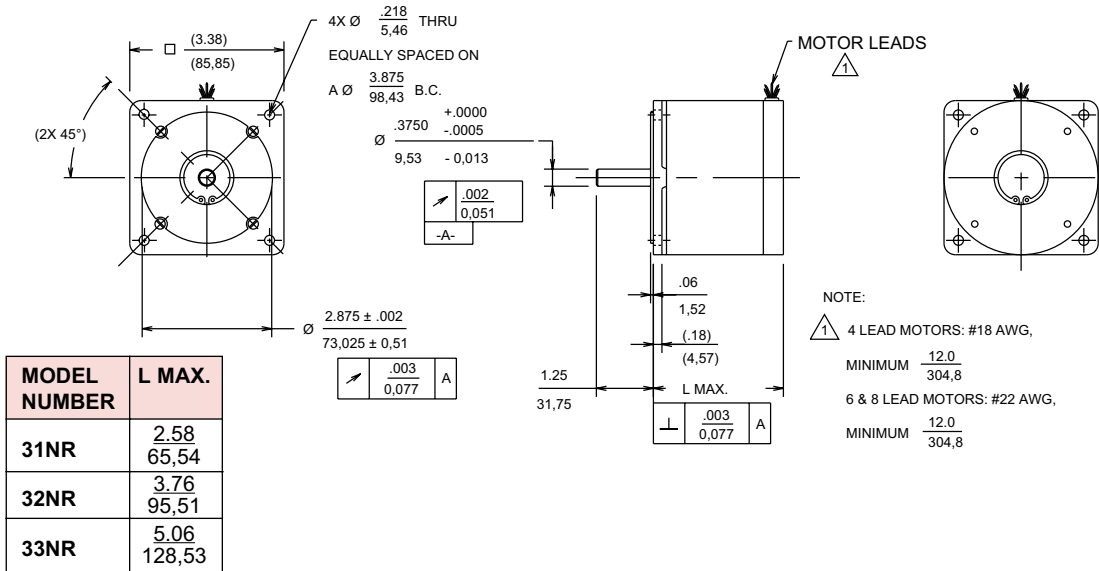 4X Ø .218 THRU
5,46
EQUALLY SPACED ON
A Ø 3.875 B.C.
98,43
(3.38)
(85,85)
(2X 45°)
Ø .3750 +.0000 -.0005
9,53 - 0,013
.002
0,051
-A-
Ø 2.875 ± .002
73,025 ± 0,51
.003 A
0,077
MOTOR LEADS
1
.06
1,52
(.18)
(4,57)
1.25
31,75
L MAX.
.003 A
0,077
NOTE:
1 4 LEAD MOTORS: #18 AWG,
MINIMUM 12.0
304,8
6 & 8 LEAD MOTORS: #22 AWG,
MINIMUM 12.0
304,8
MODEL NUMBER L MAX.
31NR 2.58
65,54
32NR 3.76
95,51
33NR 5.06
128,53